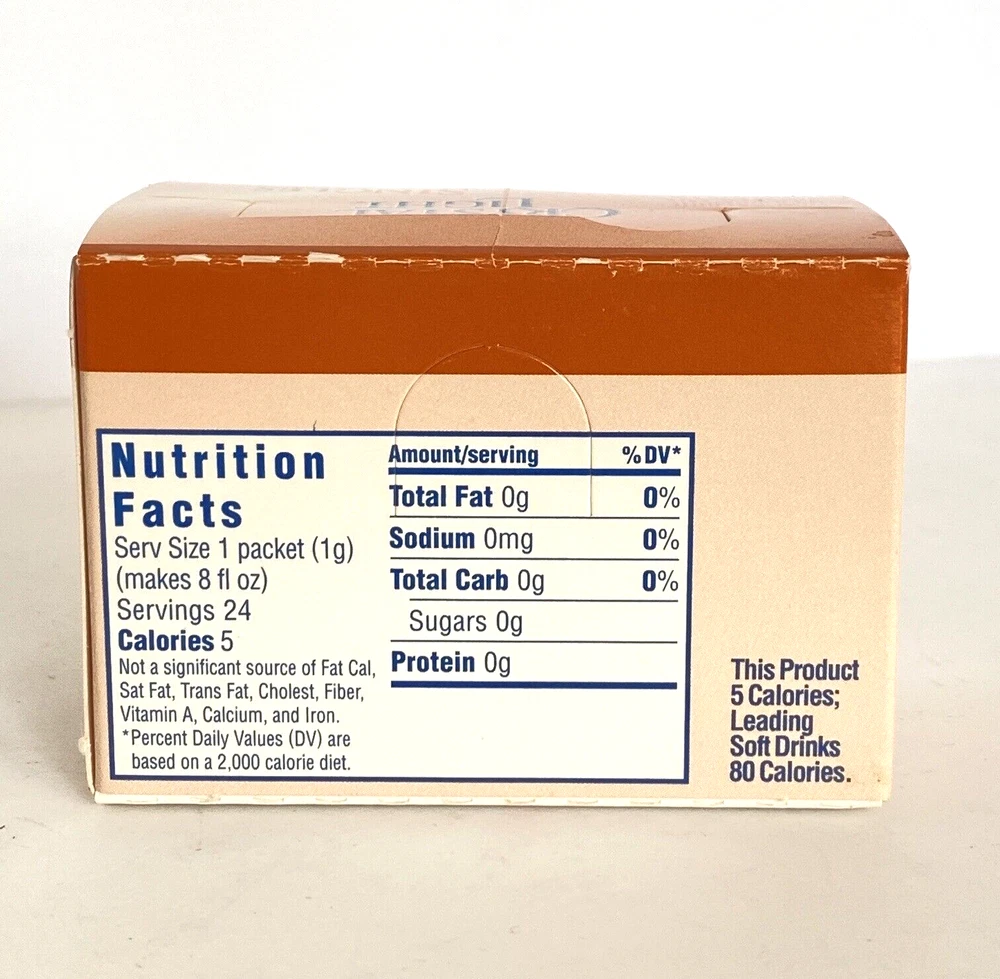 CRYSTAL
LIGHT
Nutrition
Facts
Serv Size 1 packet (1g)
(makes 8 fl oz)
Servings 24
Calories 5
Not a significant source of Fat Cal,
Sat Fat, Trans Fat, Cholest, Fiber,
Vitamin A, Calcium, and Iron.
*Percent Daily Values (DV) are
based on a 2,000 calorie diet.
Amount/serving %DV*
Total Fat 0g 0%
Sodium 0mg 0%
Total Carb 0g 0%
Sugars 0g
Protein 0g
This Product
5 Calories;
Leading
Soft Drinks
80 Calories.